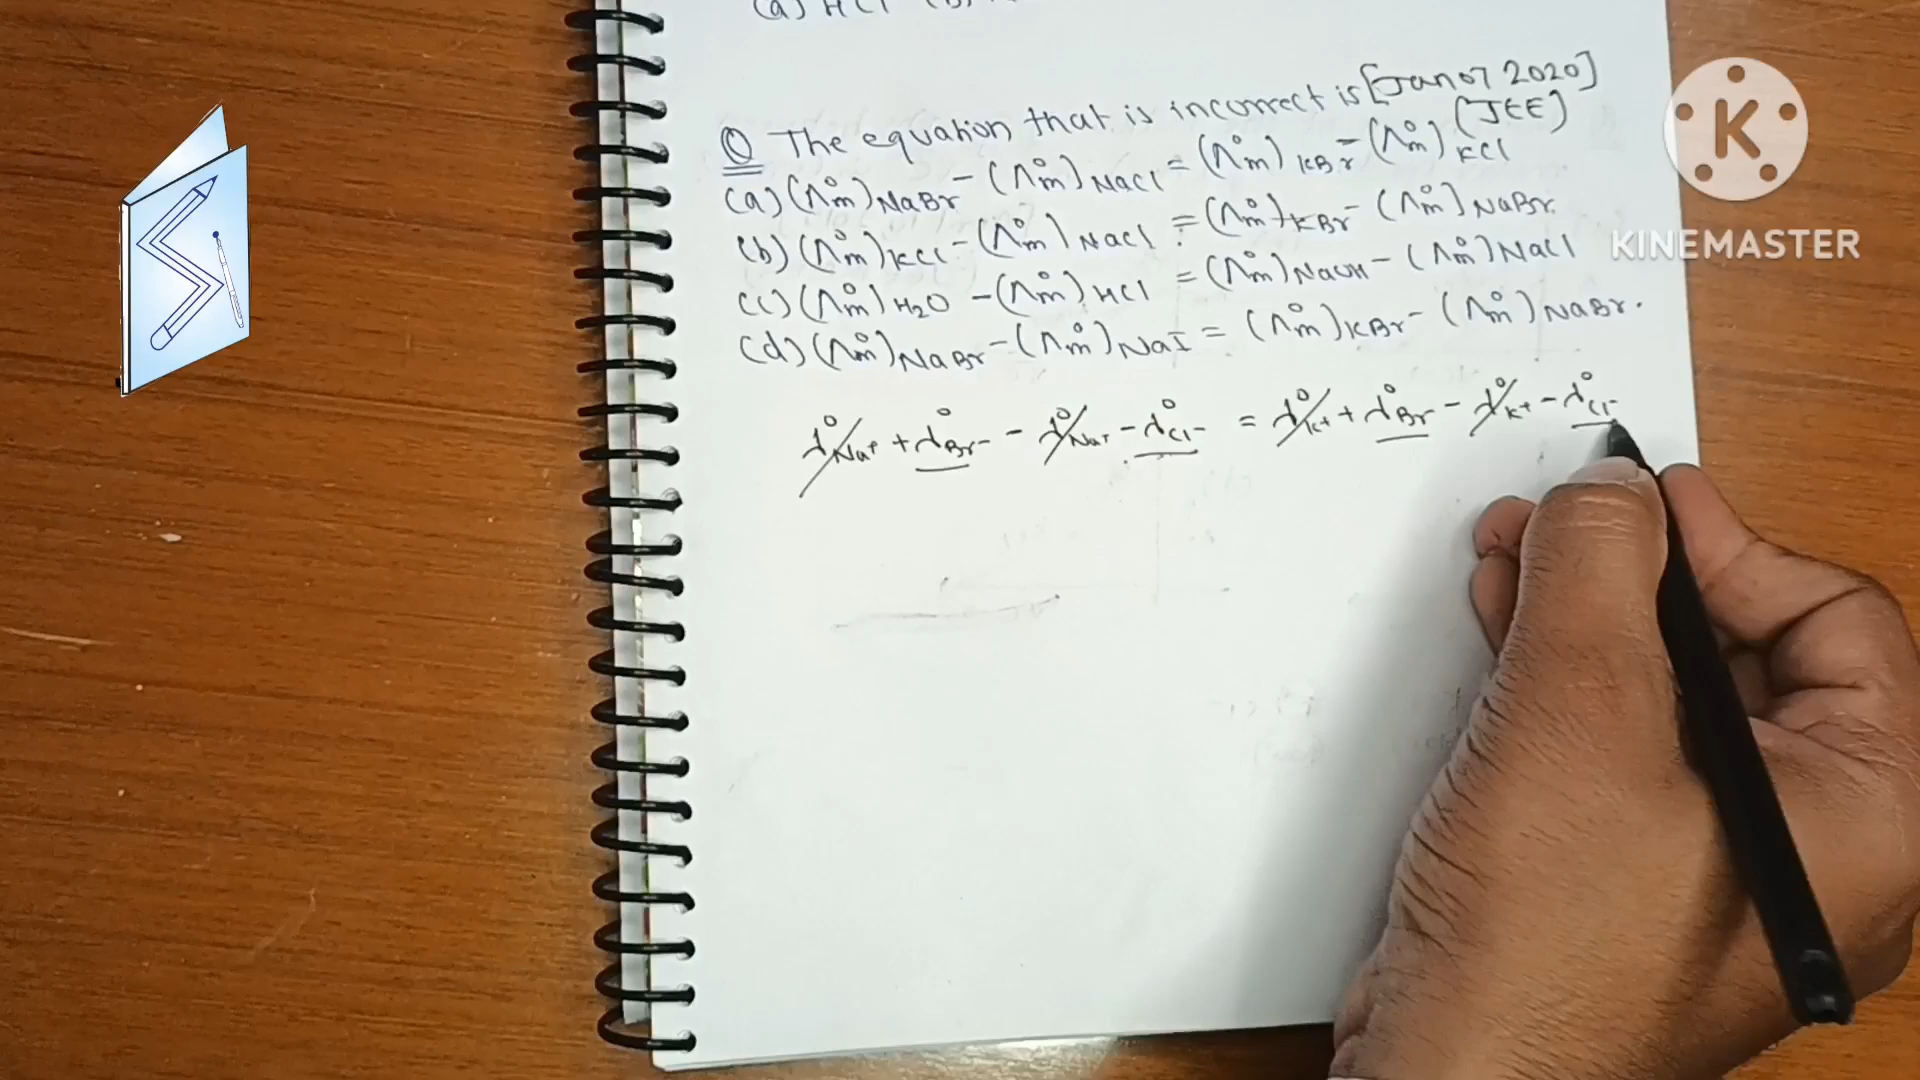 (a) HCl (b)
Q The equation that is incorrect is [Jan 07 2020]
(JEE)
(a) (Λ°m)NaBr - (Λ°m)NaCl = (Λ°m)KBr - (Λ°m)KCl
(b) (Λ°m)KCl - (Λ°m)NaCl = (Λ°m)KBr - (Λ°m)NaBr.
(c) (Λ°m)H2O - (Λ°m)HCl = (Λ°m)NaOH - (Λ°m)NaCl
(d) (Λ°m)NaBr - (Λ°m)NaI = (Λ°m)KBr - (Λ°m)NaBr.
λ°Na+ + λ°Br- - λ°Na+ - λ°Cl- = λ°K+ + λ°Br - λ°K+ - λ°Cl-
K
KINEMASTER